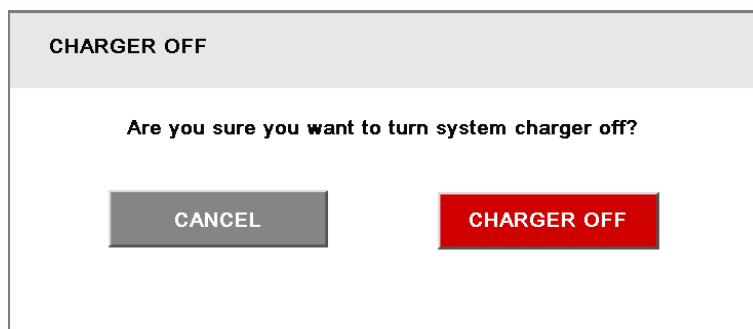 CHARGER OFF
Are you sure you want to turn system charger off?
CANCEL
CHARGER OFF